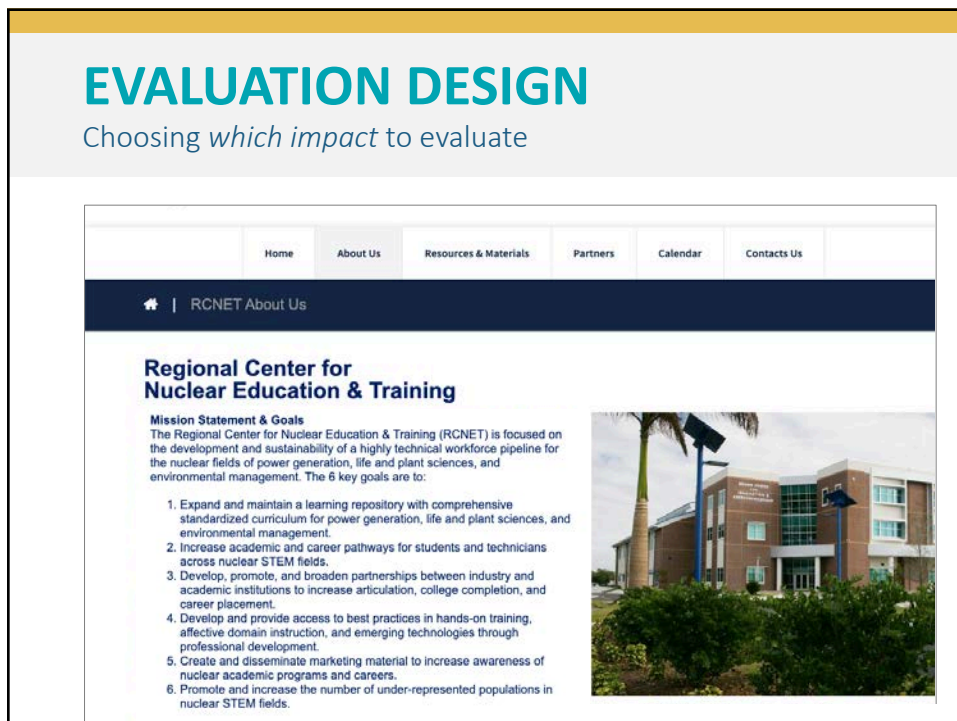 EVALUATION DESIGN
Choosing which impact to evaluate
Home About Us Resources & Materials Partners Calendar Contacts Us
| RCNET About Us
Regional Center for
Nuclear Education & Training
Mission Statement & Goals
The Regional Center for Nuclear Education & Training (RCNET) is focused on
the development and sustainability of a highly technical workforce pipeline for
the nuclear fields of power generation, life and plant sciences, and
environmental management. The 6 key goals are to:
1. Expand and maintain a learning repository with comprehensive
standardized curriculum for power generation, life and plant sciences, and
environmental management.
2. Increase academic and career pathways for students and technicians
across nuclear STEM fields.
3. Develop, promote, and broaden partnerships between industry and
academic institutions to increase articulation, college completion, and
career placement.
4. Develop and provide access to best practices in hands-on training,
affective domain instruction, and emerging technologies through
professional development.
5. Create and disseminate marketing material to increase awareness of
nuclear academic programs and careers.
6. Promote and increase the number of under-represented populations in
nuclear STEM fields.